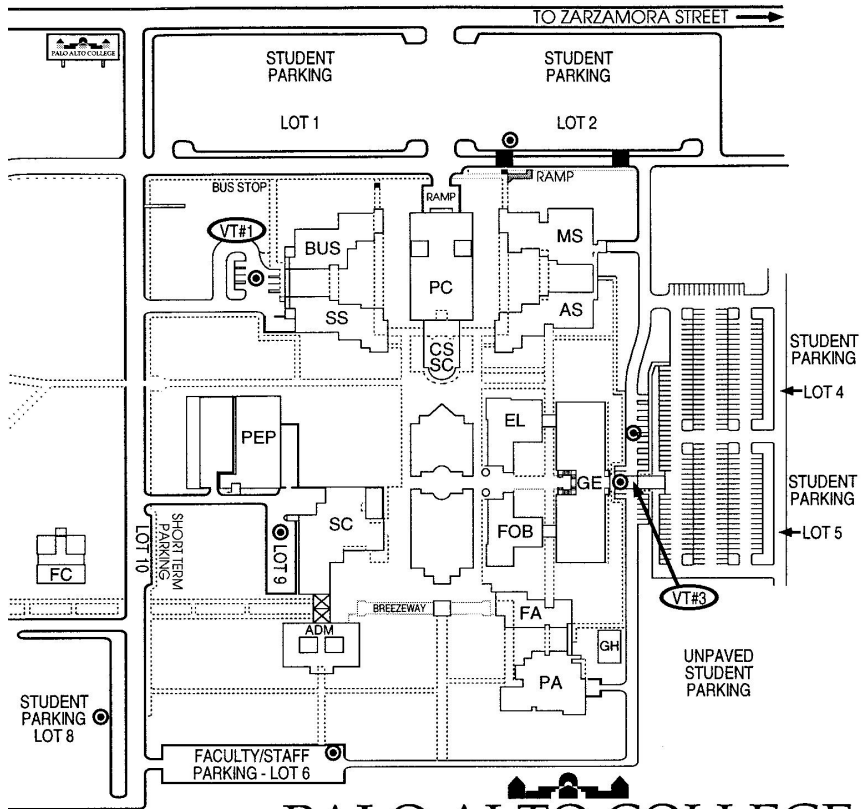 TO ZARZAMORA STREET
PALO ALTO COLLEGE
STUDENT
PARKING
LOT 1
STUDENT
PARKING
LOT 2
BUS STOP
RAMP
RAMP
VT#1
BUS
SS
PC
CS
SC
MS
AS
STUDENT
PARKING
LOT 4
PEP
EL
GE
STUDENT
PARKING
LOT 5
SHORT TERM
PARKING
LOT 10
LOT 9
SC
FOB
FC
VT#3
BREEZEWAY
FA
ADM
GH
PA
UNPAVED
STUDENT
PARKING
STUDENT
PARKING
LOT 8
FACULTY/STAFF
PARKING - LOT 6
PALO ALTO COLLEGE